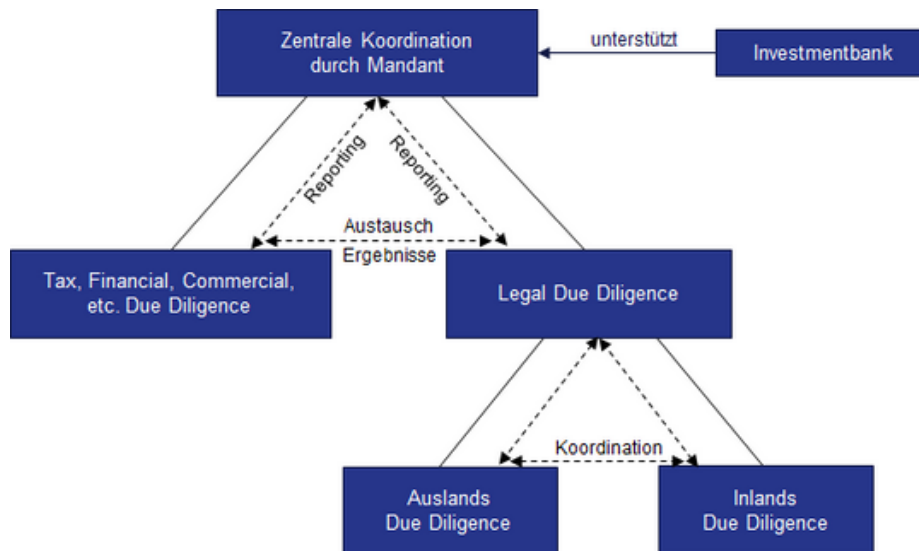 Zentrale Koordination
durch Mandant
unterstützt
Investmentbank
Reporting
Reporting
Austausch
Ergebnisse
Tax, Financial, Commercial,
etc. Due Diligence
Legal Due Diligence
Koordination
Auslands
Due Diligence
Inlands
Due Diligence